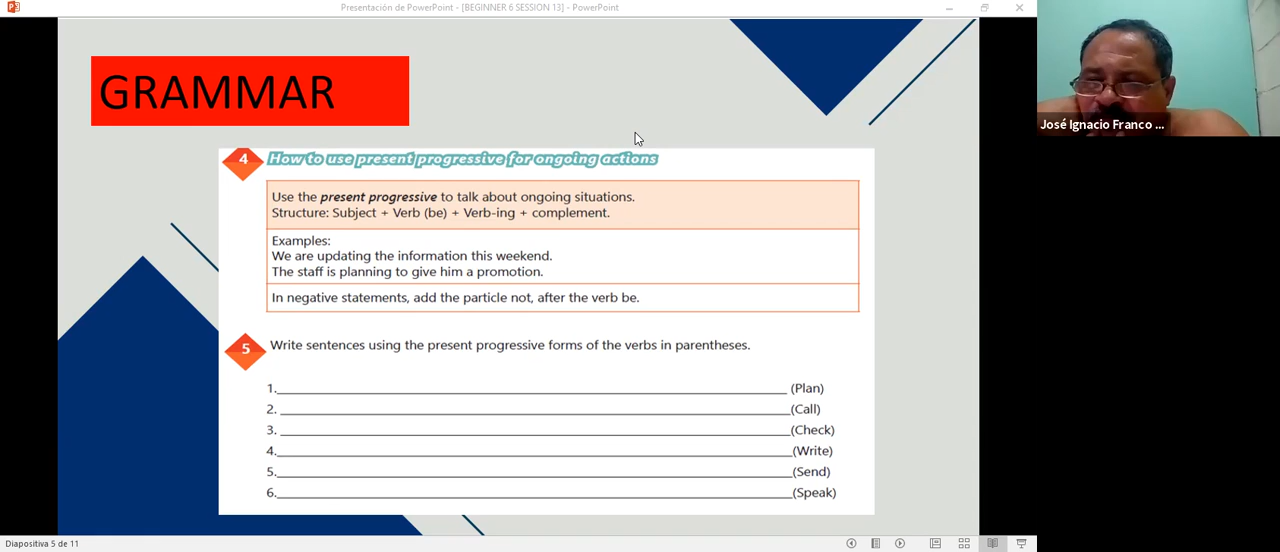 Presentación de PowerPoint - [BEGINNER 6 SESSION 13] - PowerPoint
GRAMMAR
José Ignacio Franco ...
4 How to use present progressive for ongoing actions
Use the present progressive to talk about ongoing situations.
Structure: Subject + Verb (be) + Verb-ing + complement.
Examples:
We are updating the information this weekend.
The staff is planning to give him a promotion.
In negative statements, add the particle not, after the verb be.
5 Write sentences using the present progressive forms of the verbs in parentheses.
1. (Plan)
2. (Call)
3. (Check)
4. (Write)
5. (Send)
6. (Speak)
Diapositiva 5 de 11